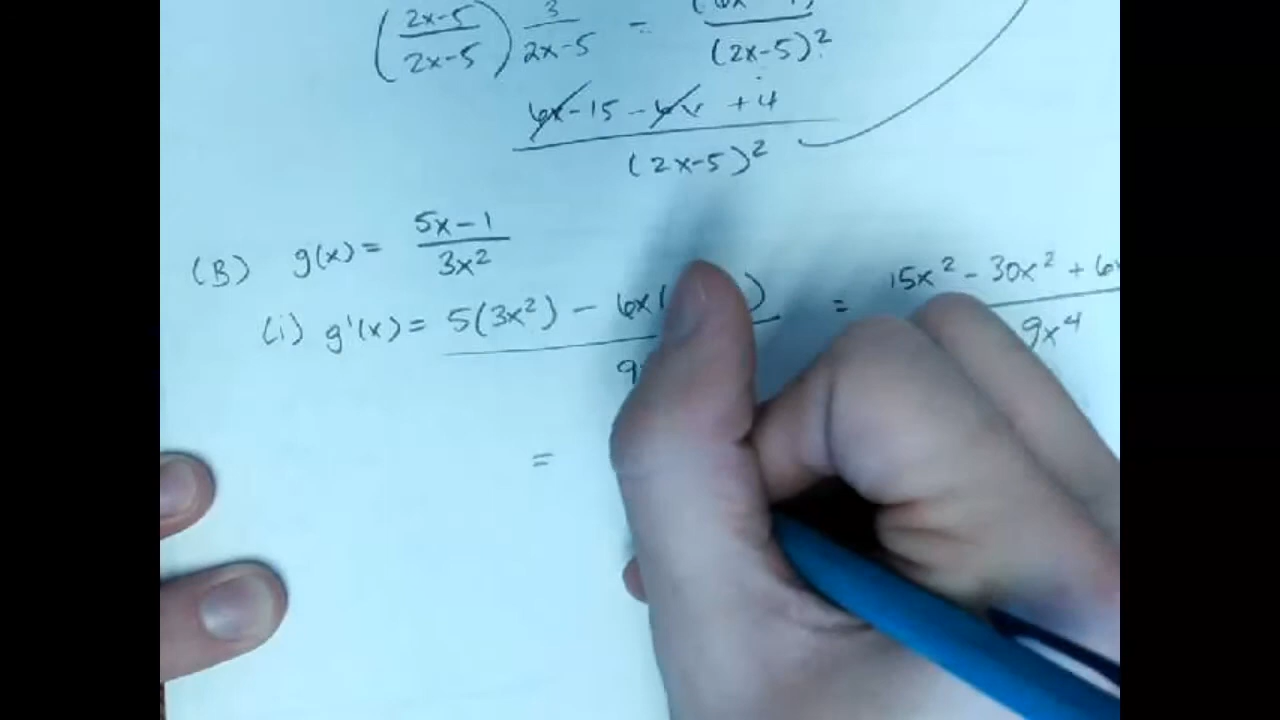 (2x-5/2x-5) 3/2x-5 = /(2x-5)²
6x-15-6x+4/(2x-5)²
(B) g(x) = 5x-1/3x²
(i) g'(x) = 5(3x²) - 6x( ) = 15x² - 30x² + 6x/9x⁴
=